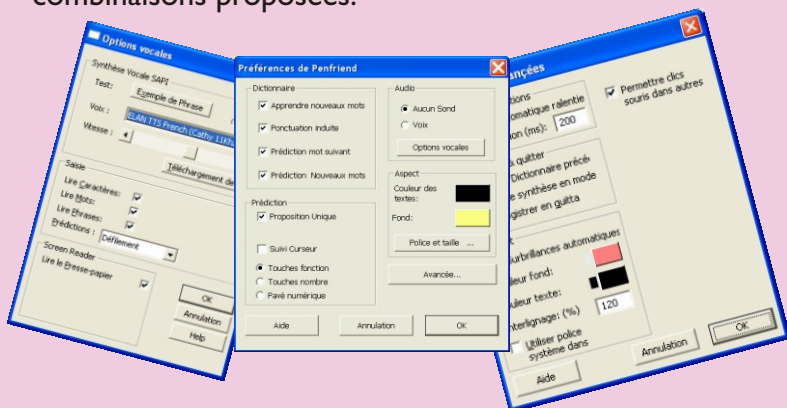 combinaisons proposées.
Options vocales
Synthèse Vocale SAPI
Test:
Exemple de Phrase
Voix :
ELAN TTS French (Cathy 11Kh
Vitesse :
Téléchargement de
Saisie
Lire Caractères:
Lire Mots:
Lire Phrases:
Prédictions :
Défilement
Screen Reader
Lire le Presse-papier
OK
Annulation
Help
Préférences de Penfriend
Dictionnaire
Apprendre nouveaux mots
Ponctuation induite
Prédiction mot suivant
Prédiction Nouveaux mots
Prédiction
Proposition Unique
Suivi Curseur
Touches fonction
Touches nombre
Pavé numérique
Audio
Aucun Sond
Voix
Options vocales
Aspect
Couleur des
textes:
Fond:
Police et taille ...
Avancée...
Aide
Annulation
OK
ancées
tions
omatique ralentie
on (ms):
200
Permettre clics
souris dans autres
à quitter
Dictionnaire précé
e synthèse en mode
gistrer en quitta
t
urbrillances automatiques
leur fond:
uleur texte:
nterlignage: (%)
120
Utiliser police
système dans
Aide
Annulation
OK